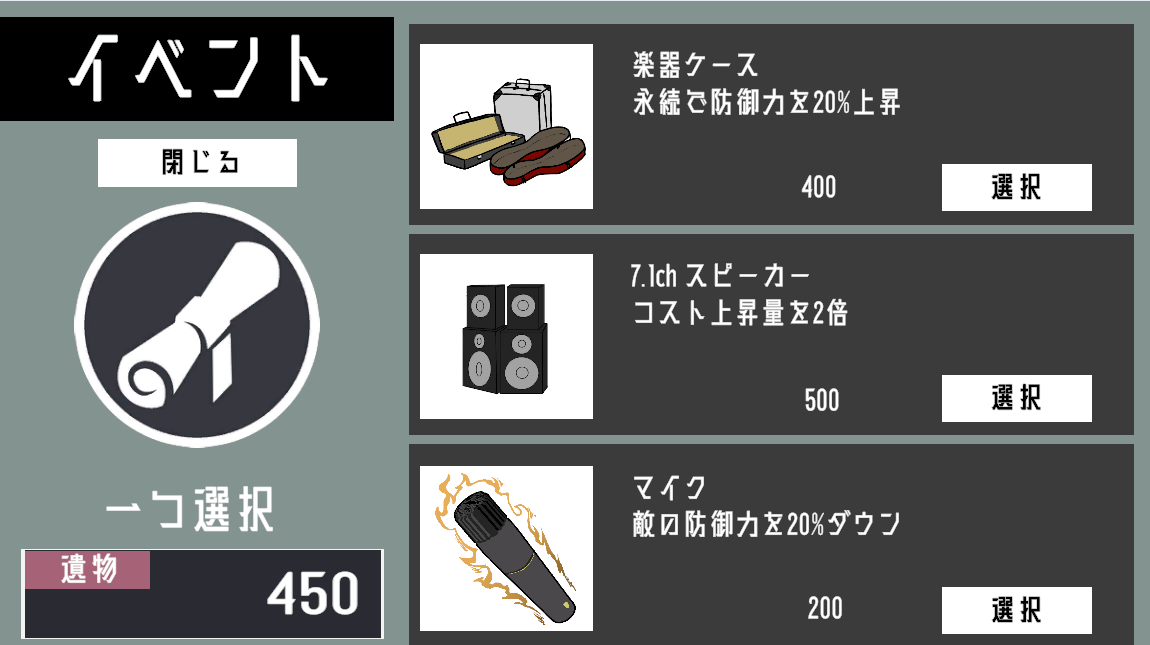 イベント
閉じる
一つ選択
遺物
450
楽器ケース
永続で防御力を20%上昇
400
選択
7.1ch スピーカー
コスト上昇量を2倍
500
選択
マイク
敵の防御力を20%ダウン
200
選択